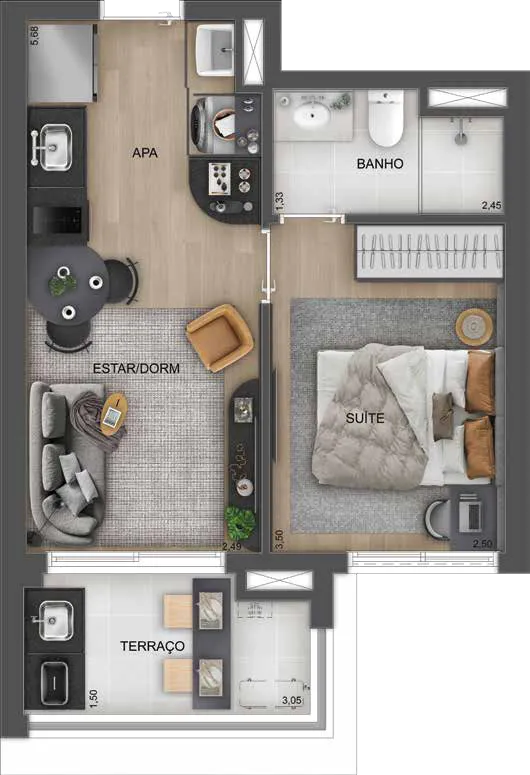 5,68
APA
BANHO
1,33
2,45
ESTAR/DORM
SUÍTE
2,49
3,50
2,50
TERRAÇO
1,50
3,05